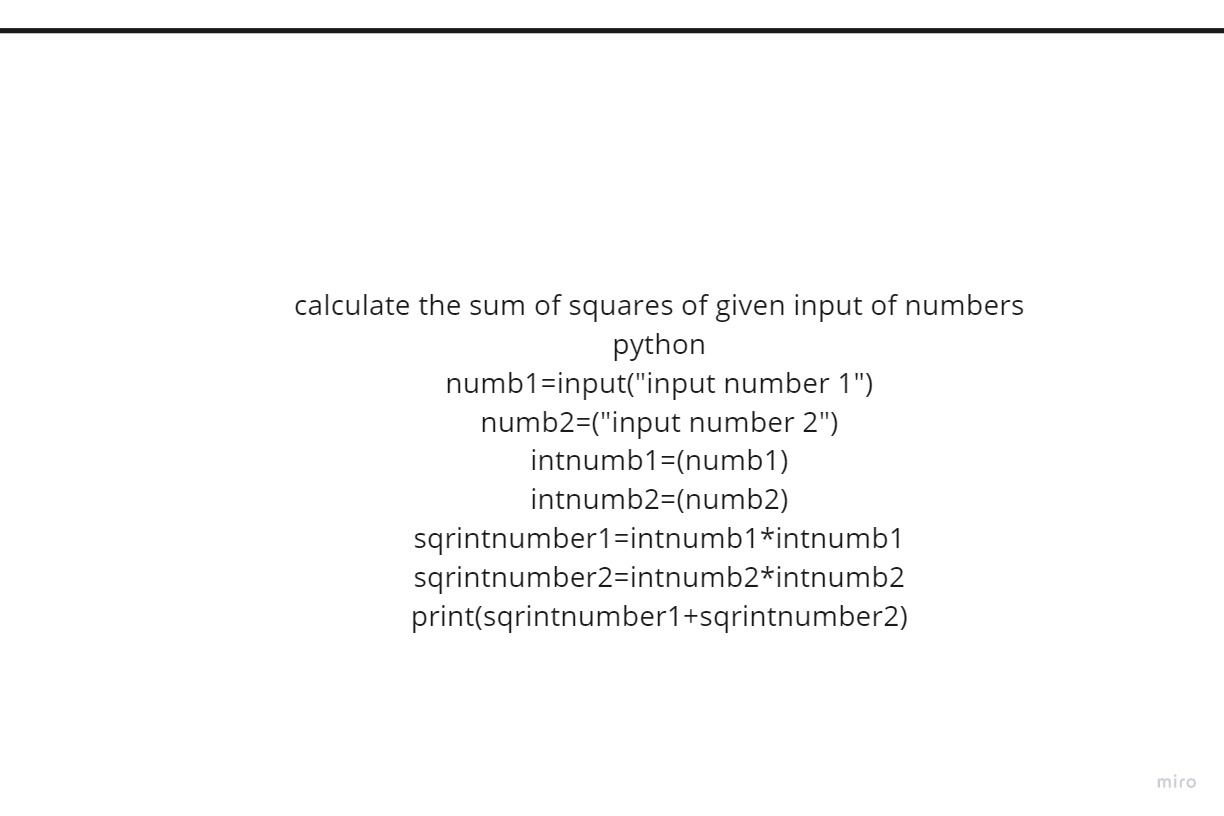 calculate the sum of squares of given input of numbers
python
numb1=input("input number 1")
numb2=("input number 2")
intnumb1=(numb1)
intnumb2=(numb2)
sqrintnumber1=intnumb1*intnumb1
sqrintnumber2=intnumb2*intnumb2
print(sqrintnumber1+sqrintnumber2)
miro